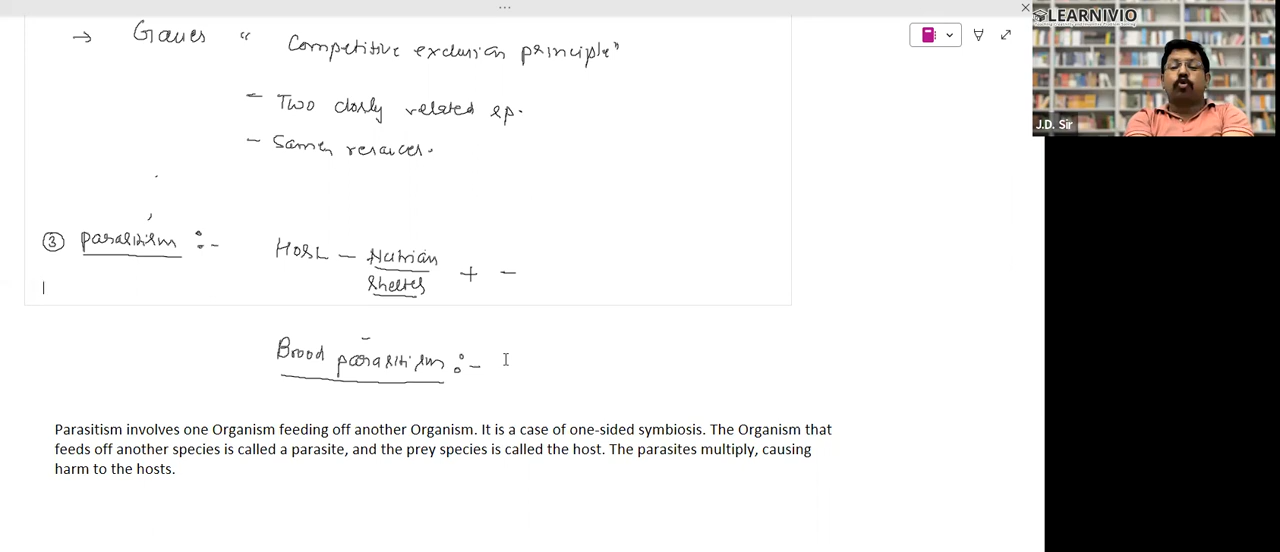 → Gaues " Competitive exclusion principle"
- Two closly related sp.
- Samen resources.
③ parasitism :-
Host - Nutrian + -
Shelter
Brood parasitism :-
Parasitism involves one Organism feeding off another Organism. It is a case of one-sided symbiosis. The Organism that
feeds off another species is called a parasite, and the prey species is called the host. The parasites multiply, causing
harm to the hosts.
LEARNIVIO
J.D. Sir